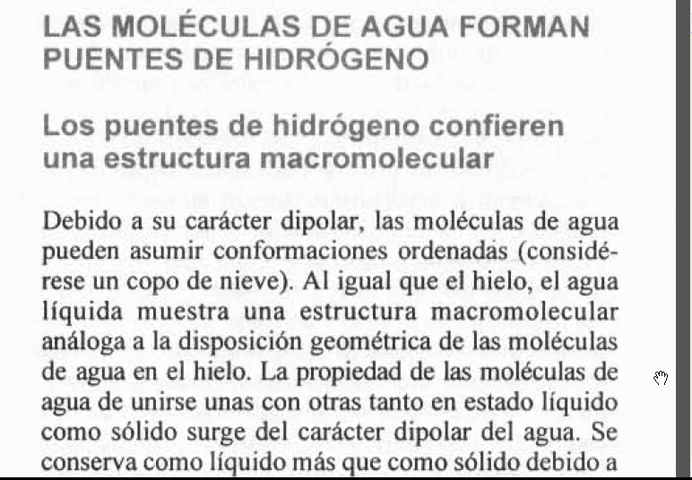 LAS MOLÉCULAS DE AGUA FORMAN
PUENTES DE HIDRÓGENO
Los puentes de hidrógeno confieren
una estructura macromolecular
Debido a su carácter dipolar, las moléculas de agua
pueden asumir conformaciones ordenadas (considé-
rese un copo de nieve). Al igual que el hielo, el agua
líquida muestra una estructura macromolecular
análoga a la disposición geométrica de las moléculas
de agua en el hielo. La propiedad de las moléculas de
agua de unirse unas con otras tanto en estado líquido
como sólido surge del carácter dipolar del agua. Se
conserva como líquido más que como sólido debido a